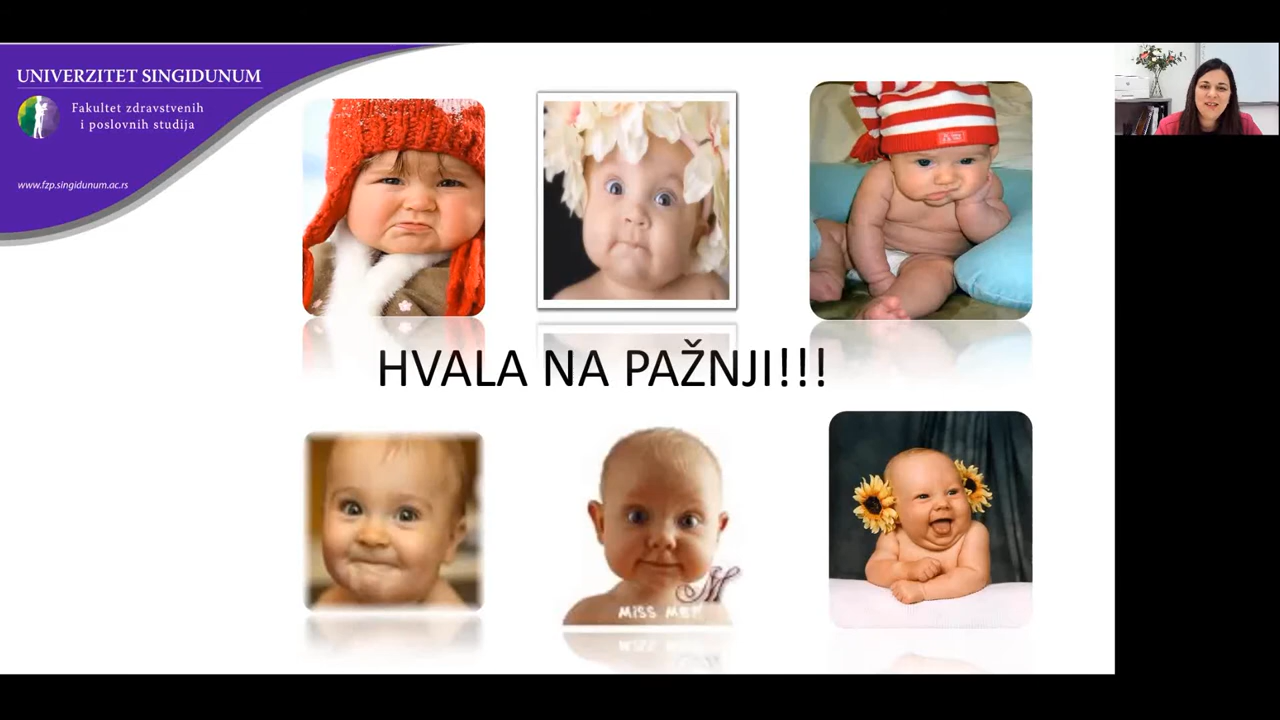 UNIVERZITET SINGIDUNUM
Fakultet zdravstvenih
i poslovnih studija
www.fzp.singidunum.ac.rs
HVALA NA PAŽNJI!!!
M
MISS ME?